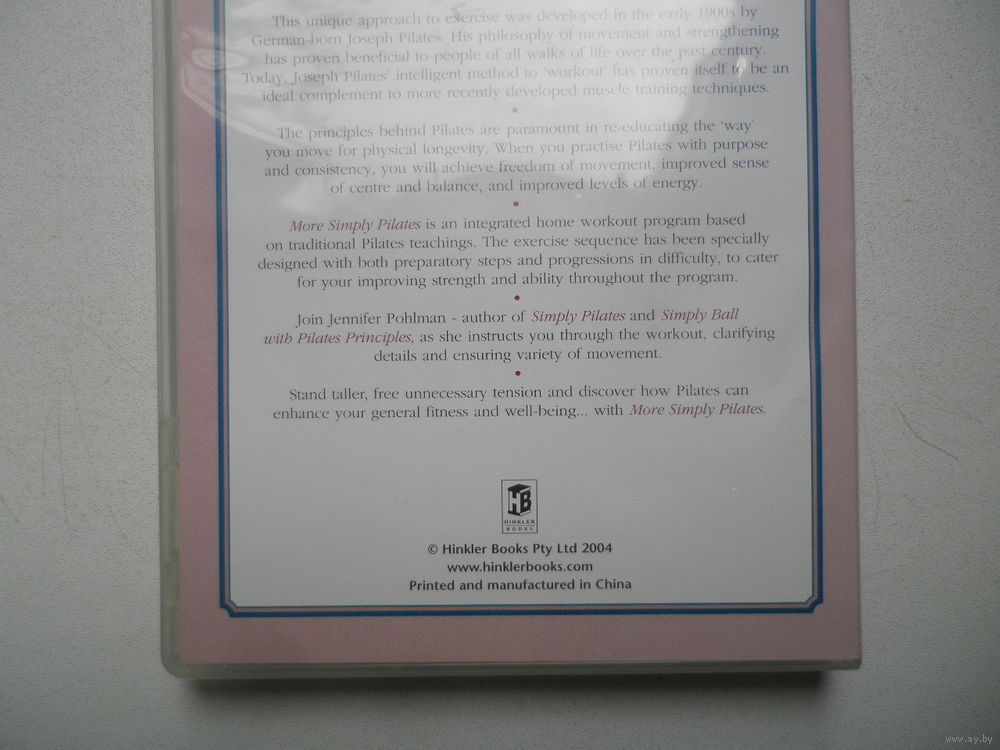 This unique approach to exercise was developed in the early 1900s by
German-born Joseph Pilates. His philosophy of movement and strengthening
has proven beneficial to people of all walks of life over the past century.
Today, Joseph Pilates' intelligent method to 'workout' has proven itself to be an
ideal complement to more recently developed muscle training techniques.
The principles behind Pilates are paramount in re-educating the 'way'
you move for physical longevity. When you practise Pilates with purpose
and consistency, you will achieve freedom of movement, improved sense
of centre and balance, and improved levels of energy.
More Simply Pilates is an integrated home workout program based
on traditional Pilates teachings. The exercise sequence has been specially
designed with both preparatory steps and progressions in difficulty, to cater
for your improving strength and ability throughout the program.
Join Jennifer Pohlman - author of Simply Pilates and Simply Ball
with Pilates Principles, as she instructs you through the workout, clarifying
details and ensuring variety of movement.
Stand taller, free unnecessary tension and discover how Pilates can
enhance your general fitness and well-being... with More Simply Pilates.
HB
HINKLER
BOOKS
© Hinkler Books Pty Ltd 2004
www.hinklerbooks.com
Printed and manufactured in China
www.ay.by